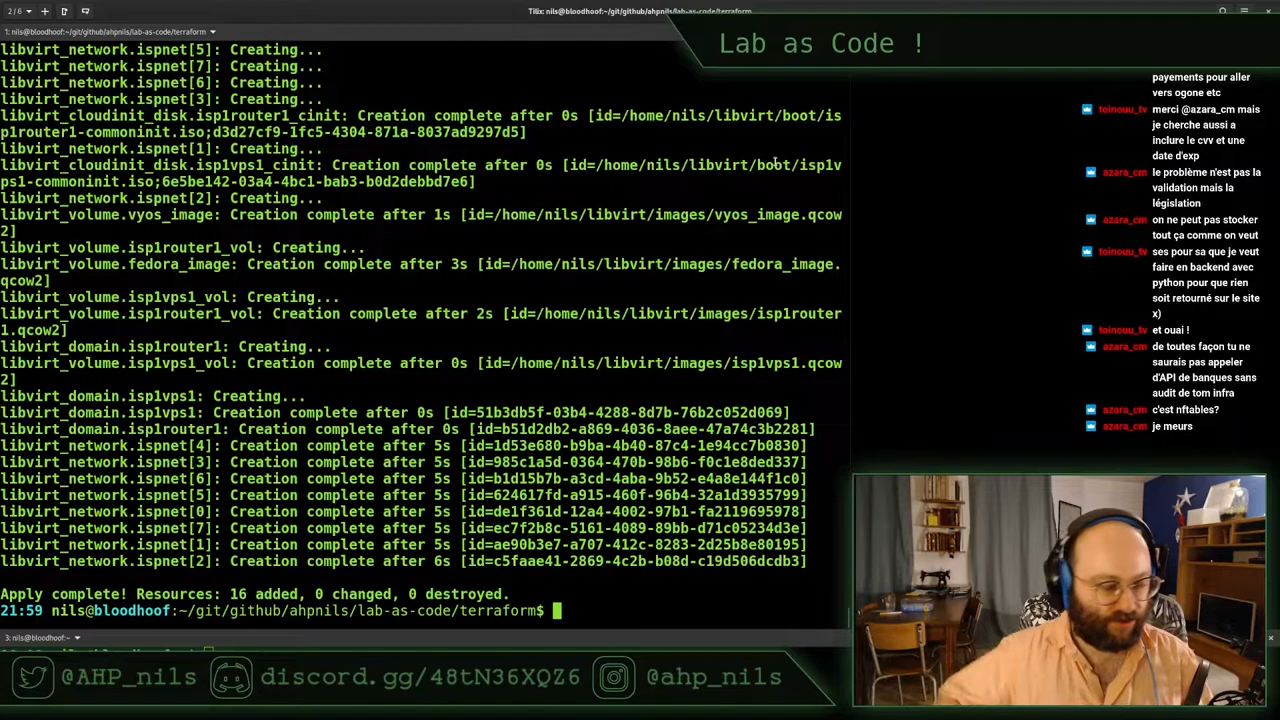 2/6
Tilix: nils@bloodhoof:~/git/github/ahpnils/lab-as-code/terraform
1: nils@bloodhoof:~/git/github/ahpnils/lab-as-code/terraform
Lab as Code !
libvirt_network.ispnet[5]: Creating...
libvirt_network.ispnet[7]: Creating...
libvirt_network.ispnet[6]: Creating...
libvirt_network.ispnet[3]: Creating...
libvirt_cloudinit_disk.isp1router1_cinit: Creation complete after 0s [id=/home/nils/libvirt/boot/is
p1router1-commoninit.iso;d3d27cf9-1fc5-4304-871a-8037ad9297d5]
libvirt_network.ispnet[1]: Creating...
libvirt_cloudinit_disk.isp1vps1_cinit: Creation complete after 0s [id=/home/nils/libvirt/boot/isp1v
ps1-commoninit.iso;6e5be142-03a4-4bc1-bab3-b0d2debbd7e6]
libvirt_network.ispnet[2]: Creating...
libvirt_volume.vyos_image: Creation complete after 1s [id=/home/nils/libvirt/images/vyos_image.qcow
2]
libvirt_volume.isp1router1_vol: Creating...
libvirt_volume.fedora_image: Creation complete after 3s [id=/home/nils/libvirt/images/fedora_image.
qcow2]
libvirt_volume.isp1vps1_vol: Creating...
libvirt_volume.isp1router1_vol: Creation complete after 2s [id=/home/nils/libvirt/images/isp1router
1.qcow2]
libvirt_domain.isp1router1: Creating...
libvirt_volume.isp1vps1_vol: Creation complete after 0s [id=/home/nils/libvirt/images/isp1vps1.qcow
2]
libvirt_domain.isp1vps1: Creating...
libvirt_domain.isp1vps1: Creation complete after 0s [id=51b3db5f-03b4-4288-8d7b-76b2c052d069]
libvirt_domain.isp1router1: Creation complete after 0s [id=b51d2db2-a869-4036-8aee-47a74c3b2281]
libvirt_network.ispnet[4]: Creation complete after 5s [id=1d53e680-b9ba-4b40-87c4-1e94cc7b0830]
libvirt_network.ispnet[3]: Creation complete after 5s [id=985c1a5d-0364-470b-98b6-f0c1e8ded337]
libvirt_network.ispnet[6]: Creation complete after 5s [id=b1d15b7b-a3cd-4aba-9b52-e4a8e144f1c0]
libvirt_network.ispnet[5]: Creation complete after 5s [id=624617fd-a915-460f-96b4-32a1d3935799]
libvirt_network.ispnet[0]: Creation complete after 5s [id=de1f361d-12a4-4002-97b1-fa2119695978]
libvirt_network.ispnet[7]: Creation complete after 5s [id=ec7f2b8c-5161-4089-89bb-d71c05234d3e]
libvirt_network.ispnet[1]: Creation complete after 5s [id=ae90b3e7-a707-412c-8283-2d25b8e80195]
libvirt_network.ispnet[2]: Creation complete after 6s [id=c5faae41-2869-4c2b-b08d-c19d506dcdb3]
Apply complete! Resources: 16 added, 0 changed, 0 destroyed.
21:59 nils@bloodhoof:~/git/github/ahpnils/lab-as-code/terraform$
3: nils@bloodhoof:~
payements pour aller
vers ogone etc
toinouu_tv merci @azara_cm mais
je cherche aussi a
inclure le cvv et une
date d'exp
azara_cm le problème n'est pas la
validation mais la
législation
azara_cm on ne peut pas stocker
tout ça comme on veut
toinouu_tv ses pour sa que je veut
faire en backend avec
python pour que rien
soit retourné sur le site
x)
toinouu_tv et ouai !
azara_cm de toutes façon tu ne
saurais pas appeler
d'API de banques sans
audit de tom infra
azara_cm c'est nftables?
azara_cm je meurs
@AHP_nils
discord.gg/48tN36XQZ6
@ahp_nils